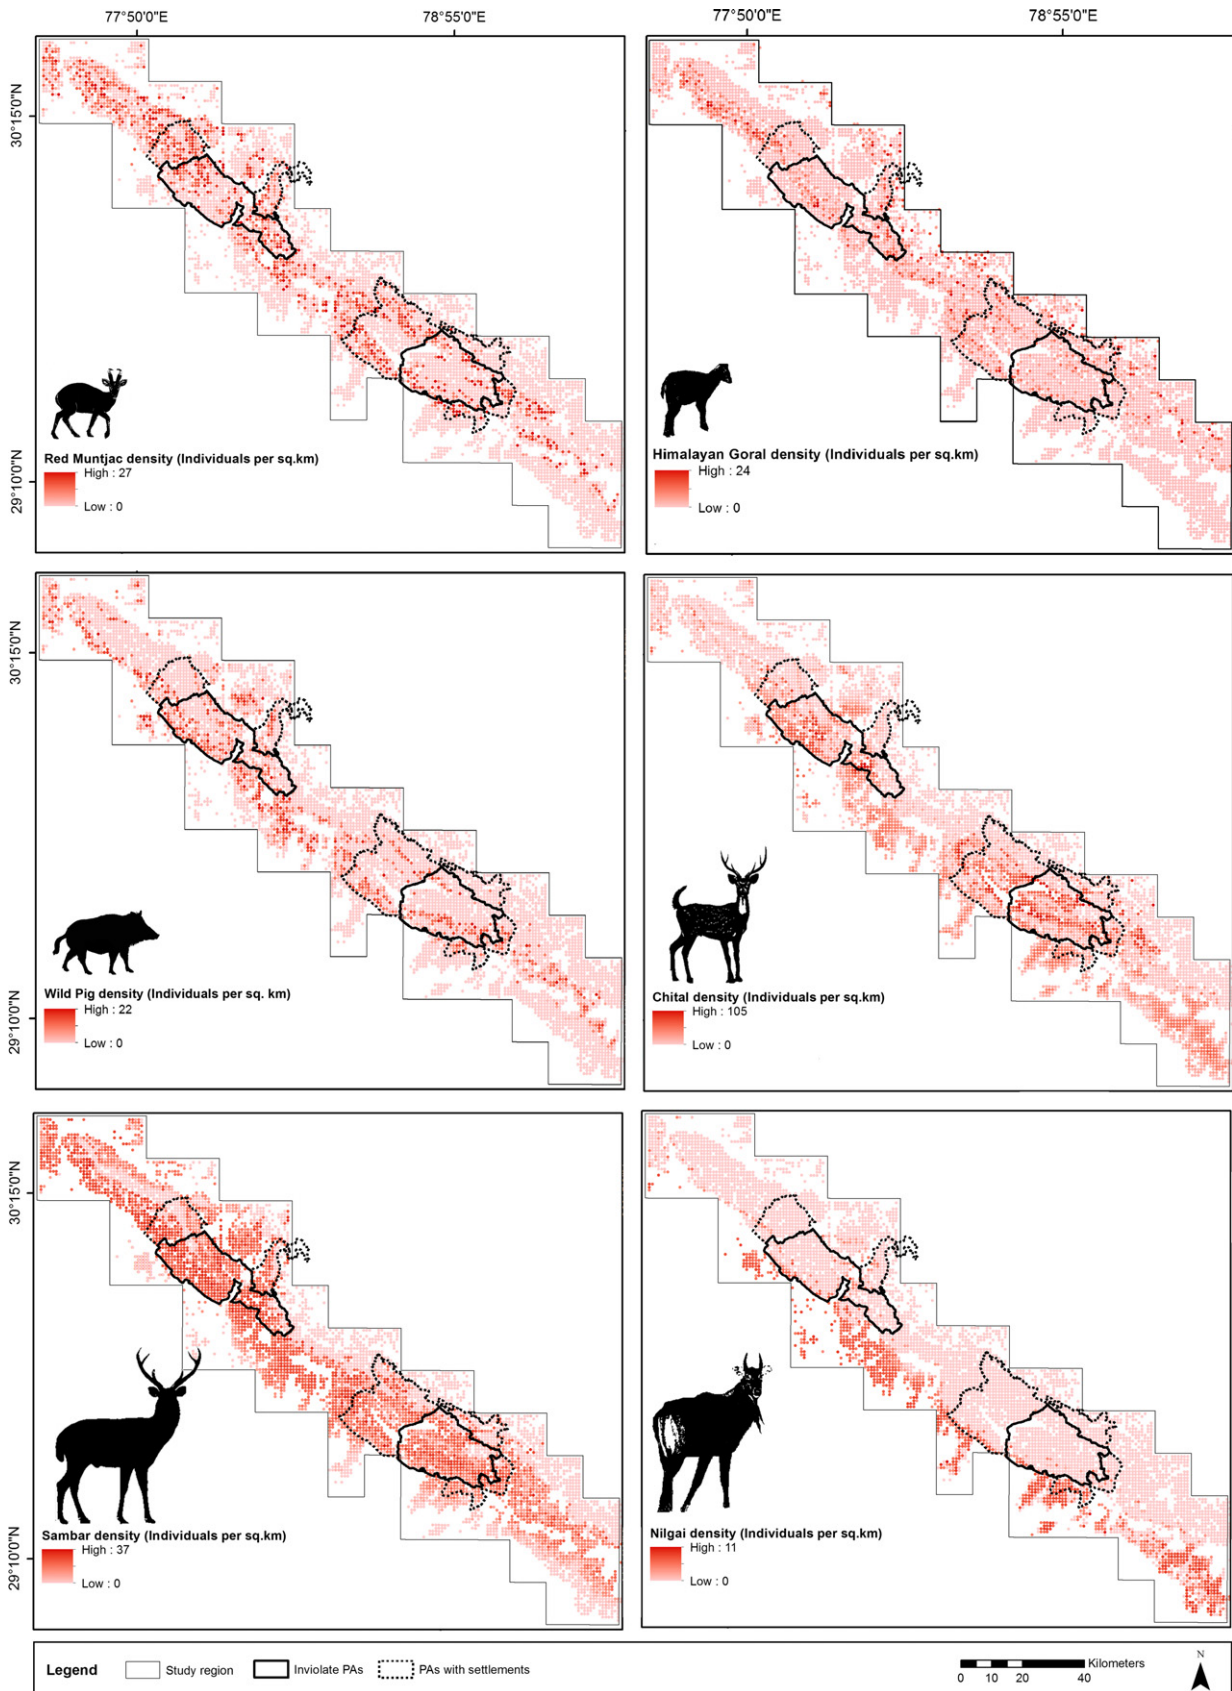 77°50'0"E 78°55'0"E 77°50'0"E 78°55'0"E
30°15'0"N
29°10'0"N
Red Muntjac density (Individuals per sq.km)
High : 27
Low : 0
Himalayan Goral density (Individuals per sq.km)
High : 24
Low : 0
30°15'0"N
29°10'0"N
Wild Pig density (Individuals per sq. km)
High : 22
Low : 0
Chital density (Individuals per sq.km)
High : 105
Low : 0
30°15'0"N
29°10'0"N
Sambar density (Individuals per sq.km)
High : 37
Low : 0
Nilgai density (Individuals per sq.km)
High : 11
Low : 0
Legend Study region Inviolate PAs PAs with settlements
Kilometers
0 10 20 40
N